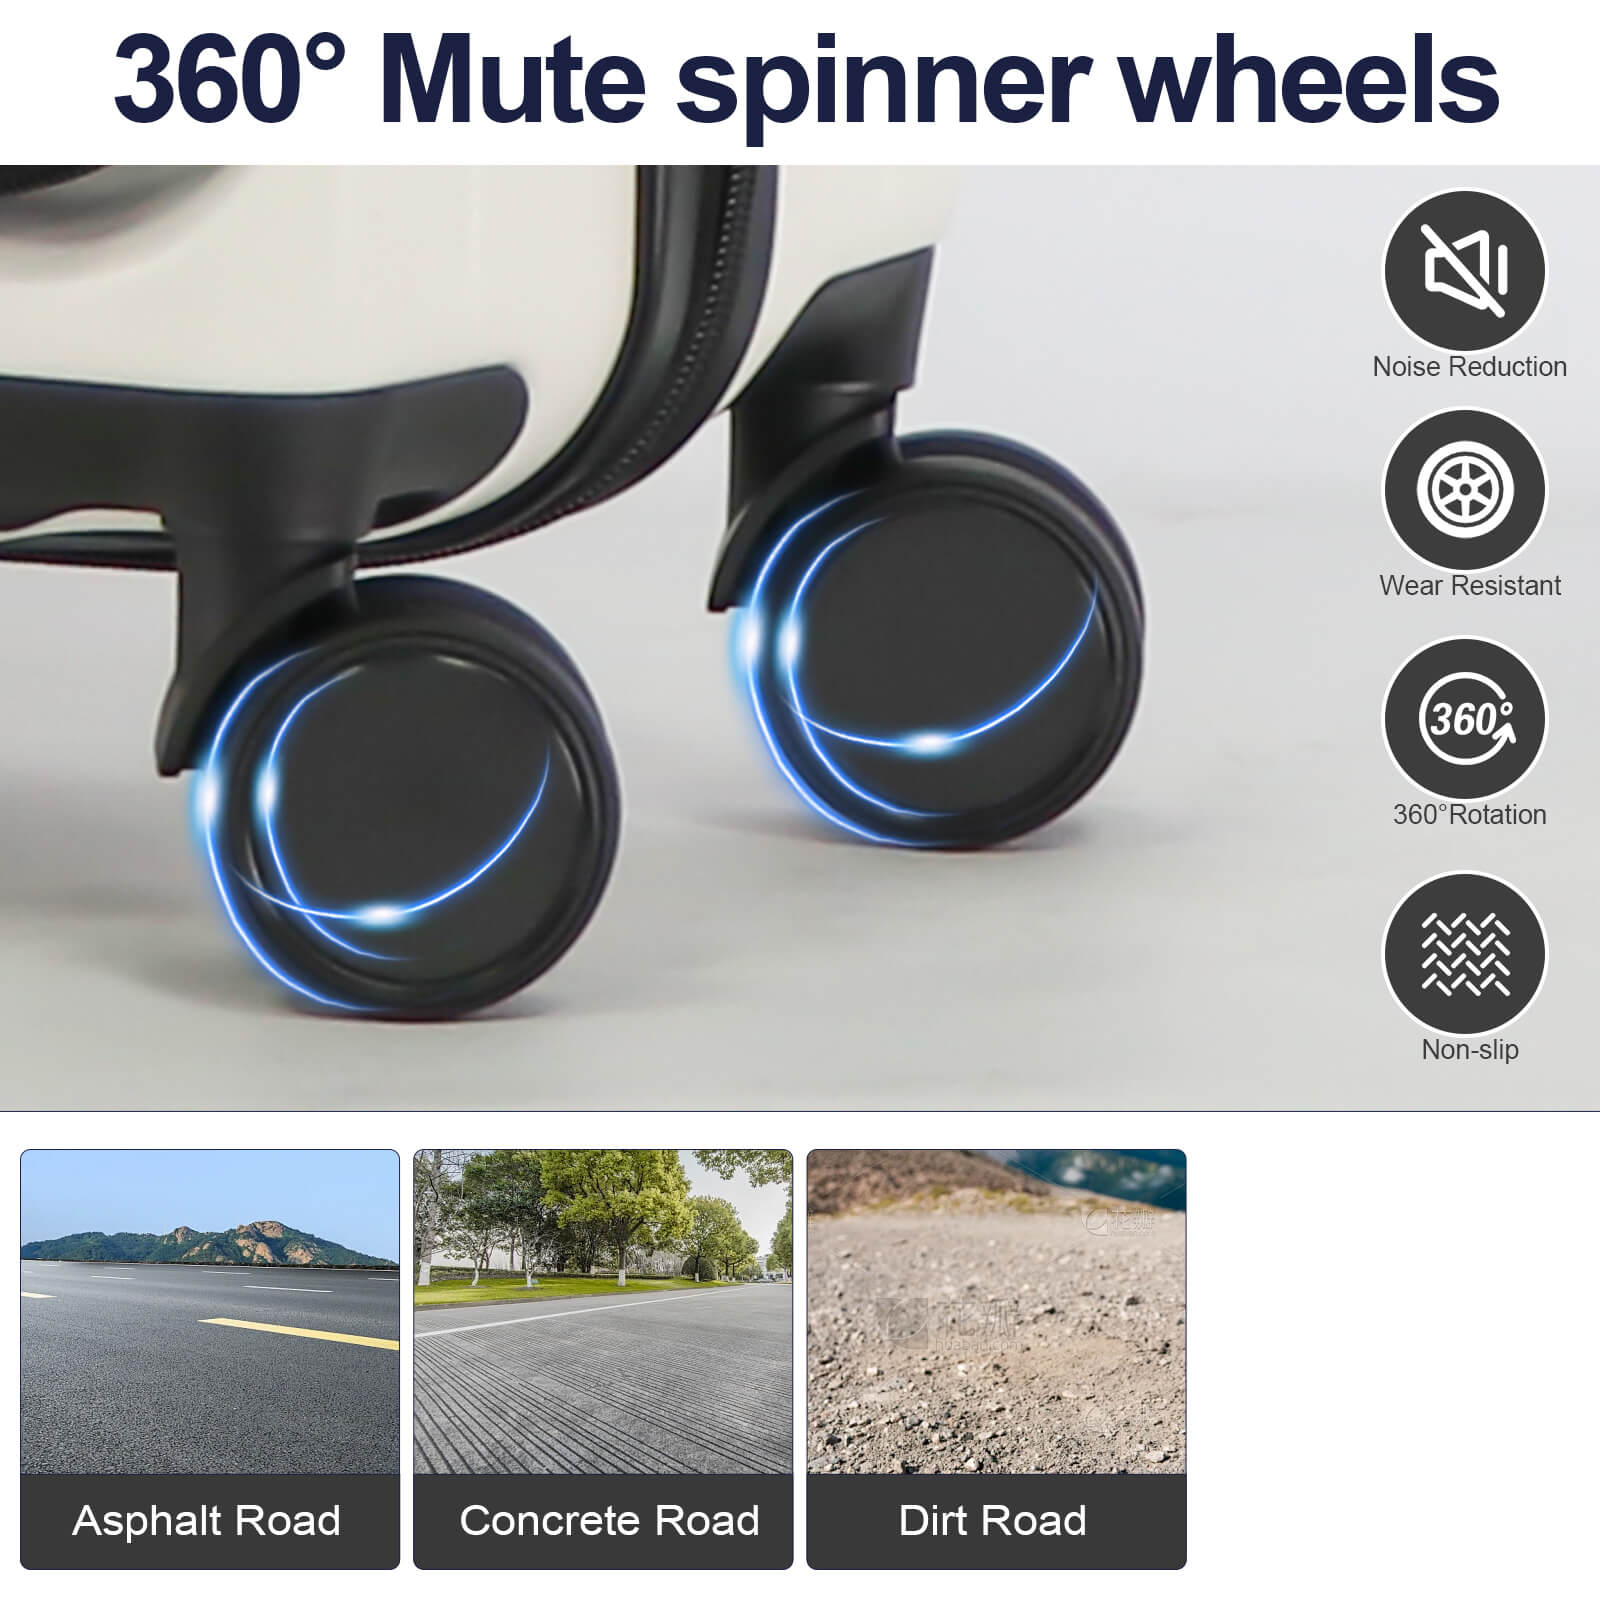 360° Mute spinner wheels
Noise Reduction
Wear Resistant
360°
360°Rotation
Non-slip
Asphalt Road
Concrete Road
Dirt Road